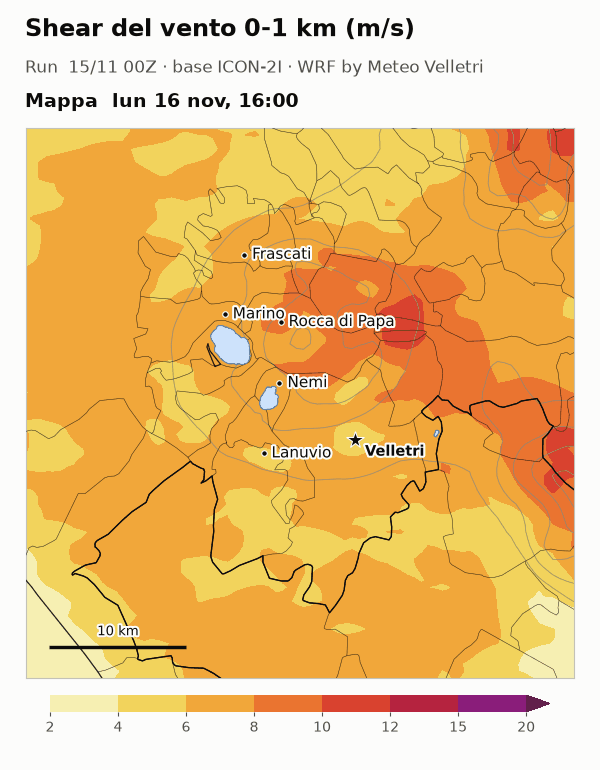 Shear del vento 0-1 km (m/s)
Run  15/11 00Z · base ICON-2I · WRF by Meteo Velletri
Mappa  lun 16 nov, 16:00
Frascati
Marino
Rocca di Papa
Nemi
Velletri
Lanuvio
10 km
2 4 6 8 10 12 15 20